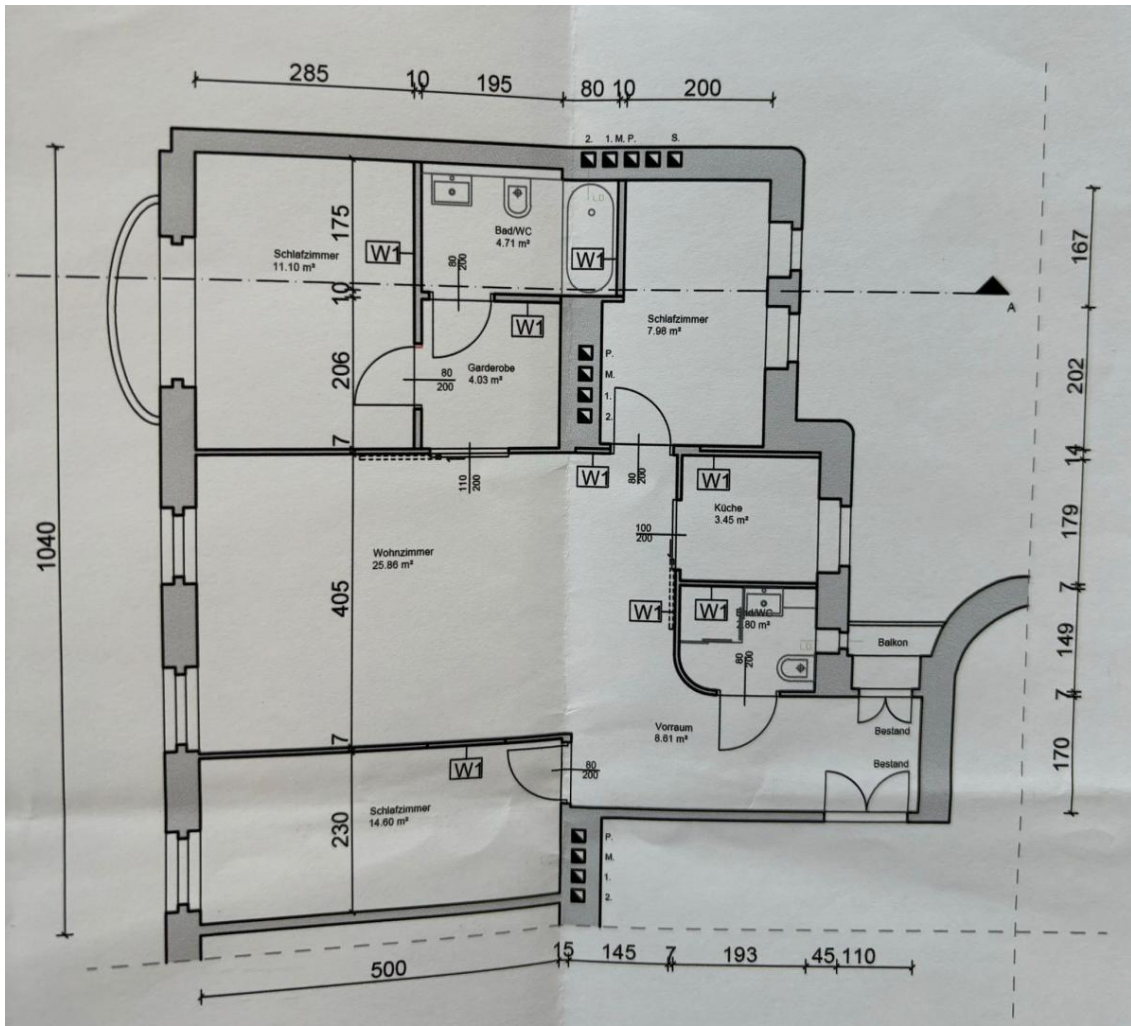 285
10
195
80
10
200
2.
1.
M.
P.
S.
Schlafzimmer
11.10 m²
175
10
206
7
W1
Bad/WC
4.71 m²
80
200
W1
W1
Garderobe
4.03 m²
80
200
Schlafzimmer
7.98 m²
P.
M.
1.
2.
A
167
202
14
179
7
149
7
170
1040
110
200
W1
80
200
W1
Küche
3.45 m²
100
200
Wohnzimmer
25.86 m²
405
7
W1
W1
80
200
Balkon
Vorraum
8.61 m²
Bestand
Bestand
W1
80
200
Schlafzimmer
14.60 m²
230
P.
M.
1.
2.
500
15
145
7
193
45
110